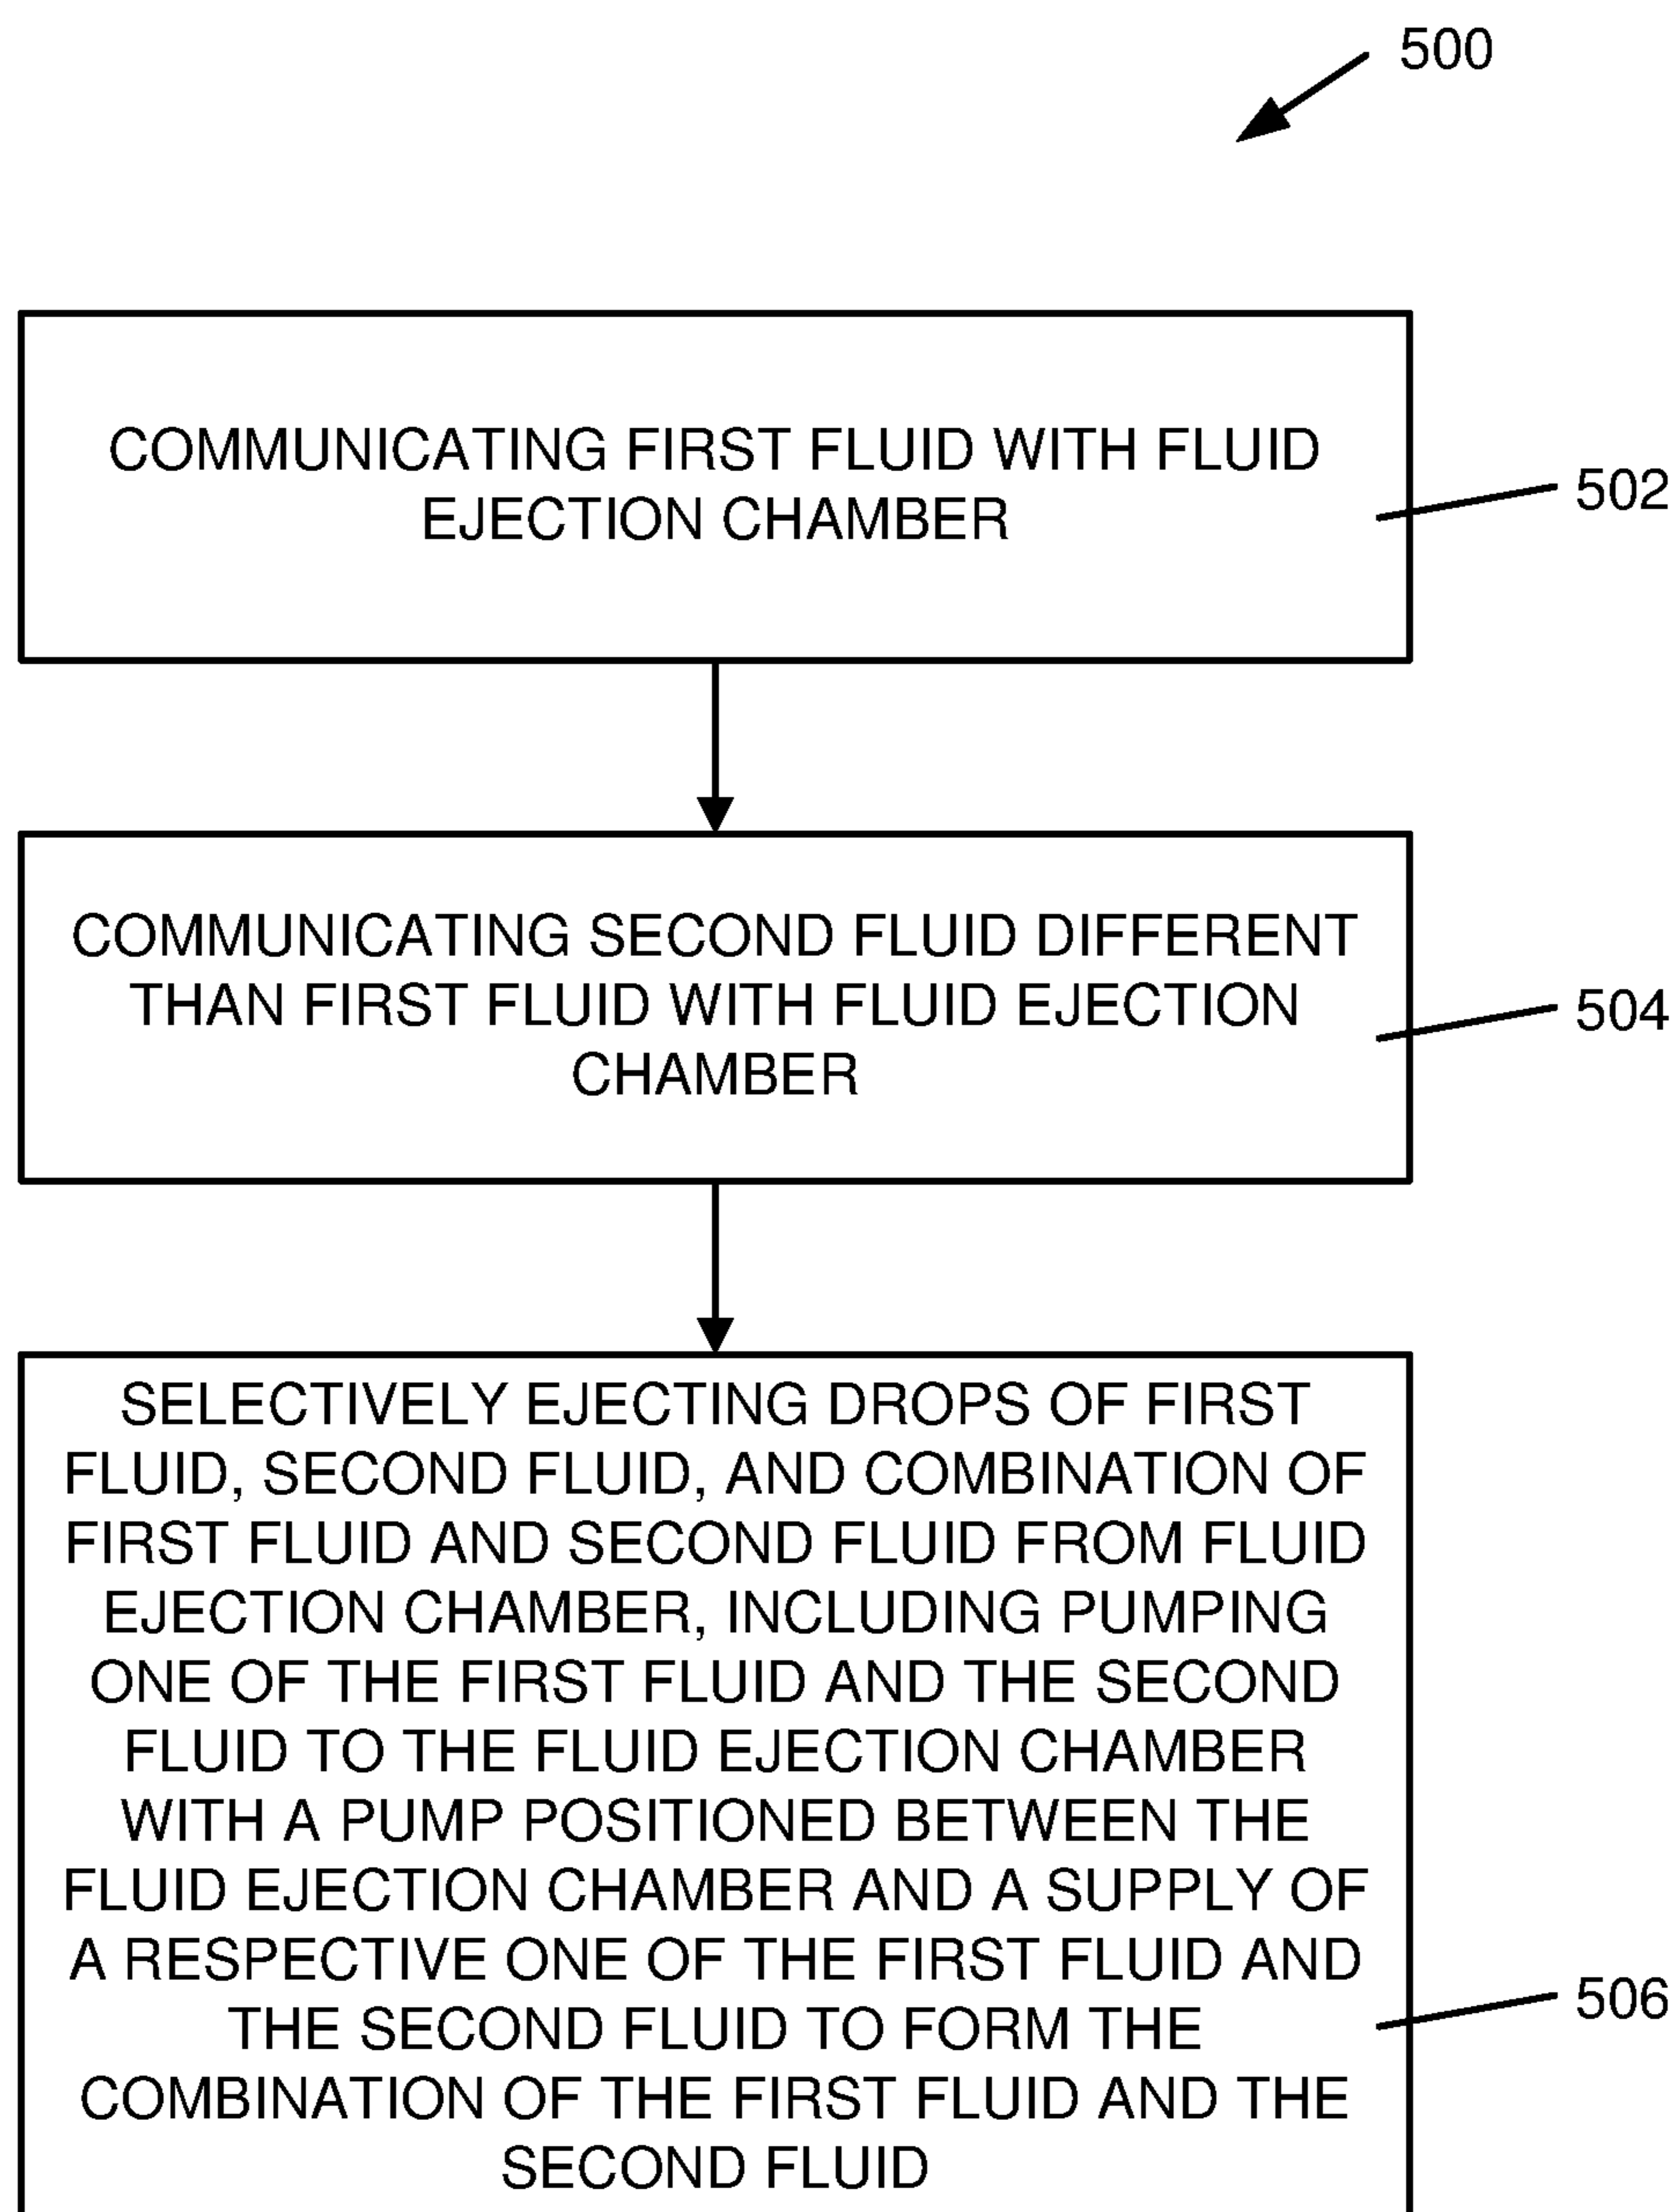 500
COMMUNICATING FIRST FLUID WITH FLUID
EJECTION CHAMBER
502
COMMUNICATING SECOND FLUID DIFFERENT
THAN FIRST FLUID WITH FLUID EJECTION
CHAMBER
504
SELECTIVELY EJECTING DROPS OF FIRST
FLUID, SECOND FLUID, AND COMBINATION OF
FIRST FLUID AND SECOND FLUID FROM FLUID
EJECTION CHAMBER, INCLUDING PUMPING
ONE OF THE FIRST FLUID AND THE SECOND
FLUID TO THE FLUID EJECTION CHAMBER
WITH A PUMP POSITIONED BETWEEN THE
FLUID EJECTION CHAMBER AND A SUPPLY OF
A RESPECTIVE ONE OF THE FIRST FLUID AND
THE SECOND FLUID TO FORM THE
COMBINATION OF THE FIRST FLUID AND THE
SECOND FLUID
506